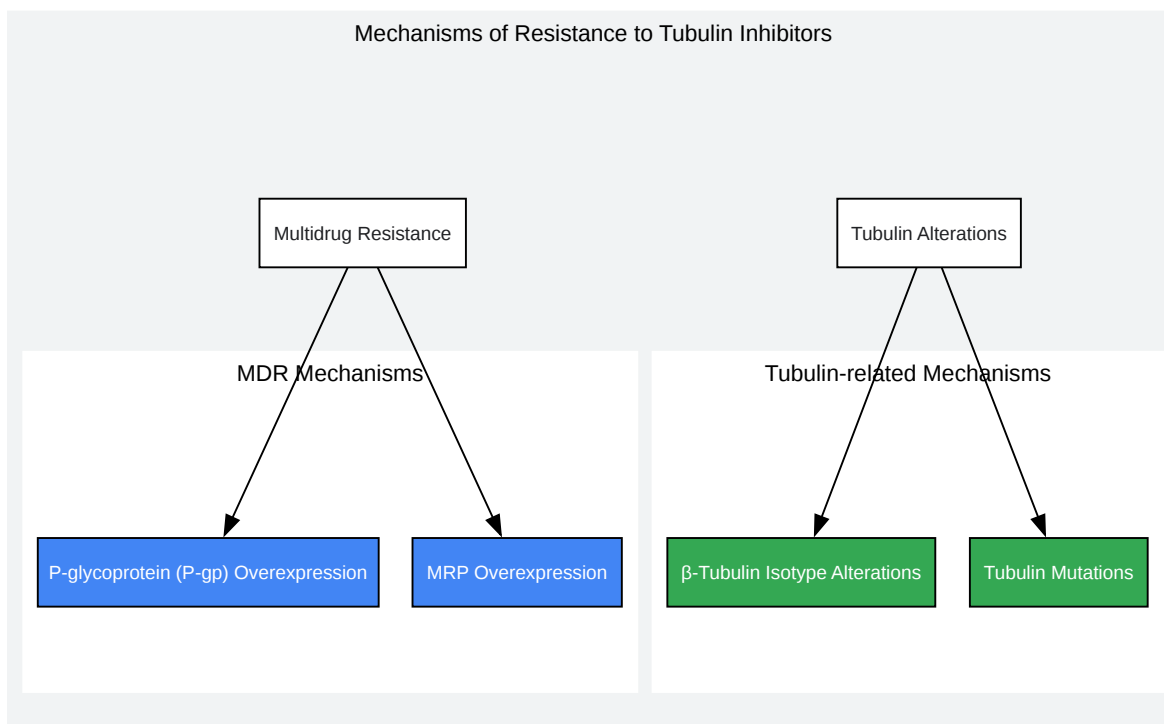 Mechanisms of Resistance to Tubulin Inhibitors
Multidrug Resistance
Tubulin Alterations
MDR Mechanisms
Tubulin-related Mechanisms
P-glycoprotein (P-gp) Overexpression
MRP Overexpression
β-Tubulin Isotype Alterations
Tubulin Mutations